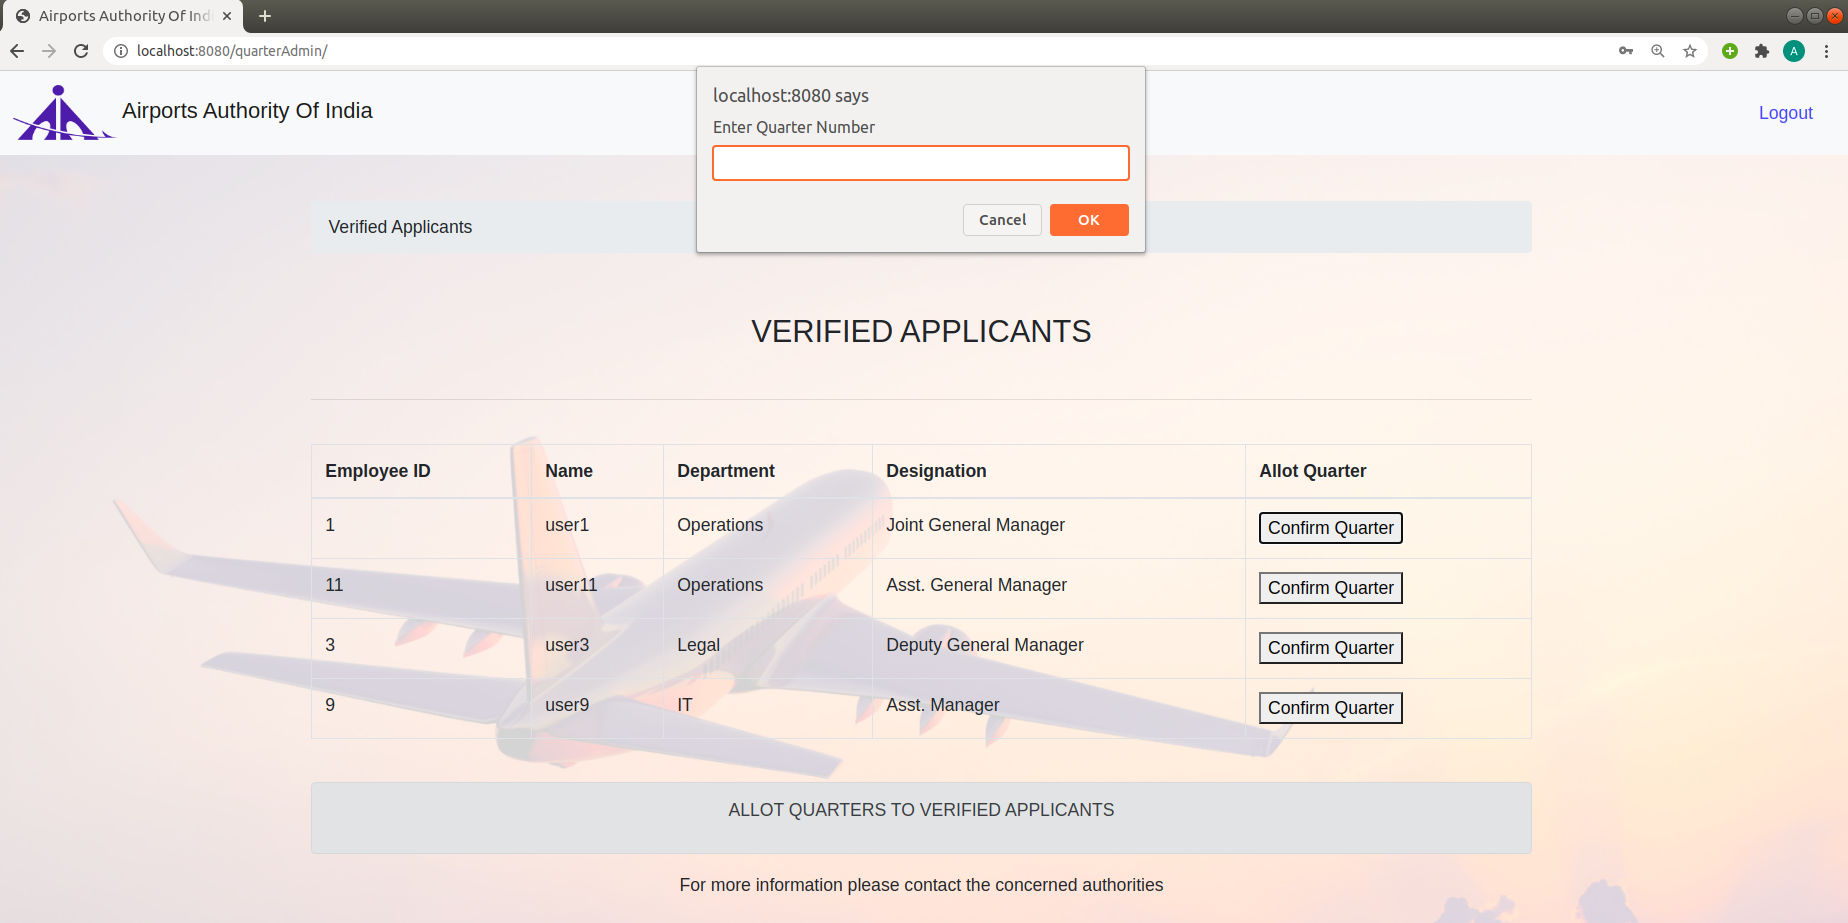 Airports Authority Of Ind
localhost:8080/quarterAdmin/
A
Airports Authority Of India
Logout
localhost:8080 says
Enter Quarter Number
Cancel
OK
Verified Applicants
VERIFIED APPLICANTS
Employee ID Name Department Designation Allot Quarter
1 user1 Operations Joint General Manager Confirm Quarter
11 user11 Operations Asst. General Manager Confirm Quarter
3 user3 Legal Deputy General Manager Confirm Quarter
9 user9 IT Asst. Manager Confirm Quarter
ALLOT QUARTERS TO VERIFIED APPLICANTS
For more information please contact the concerned authorities